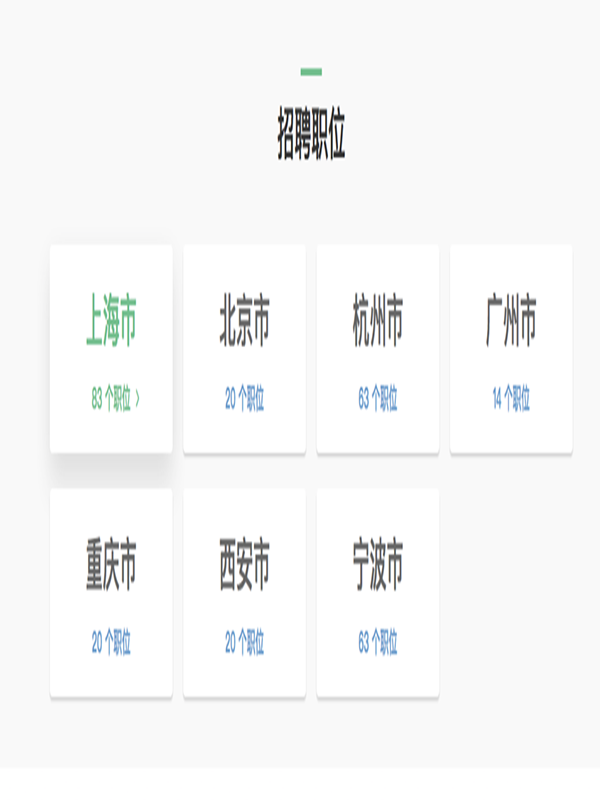 招聘职位
上海市
83 个职位 >
北京市
20 个职位
杭州市
63 个职位
广州市
14 个职位
重庆市
20 个职位
西安市
20 个职位
宁波市
63 个职位